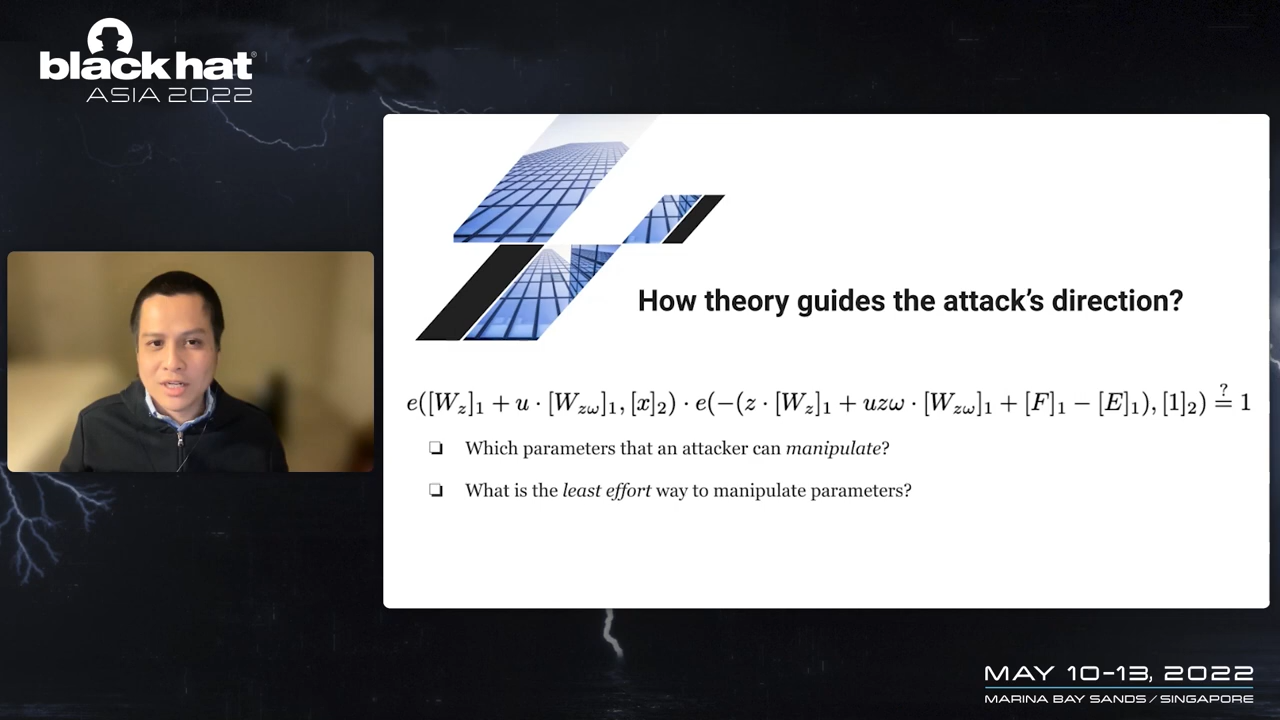 black hat®
ASIA 2022
How theory guides the attack's direction?
e([W_z]_1 + u · [W_{zω}]_1, [x]_2) · e(−(z · [W_z]_1 + uzω · [W_{zω}]_1 + [F]_1 − [E]_1), [1]_2) ≟ 1
❏ Which parameters that an attacker can manipulate?
❏ What is the least effort way to manipulate parameters?
MAY 10-13, 2022
MARINA BAY SANDS / SINGAPORE